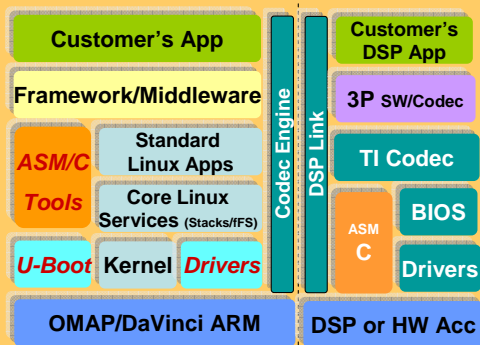 Customer's App
Framework/Middleware
ASM/C
Tools
Standard
Linux Apps
Core Linux
Services (Stacks/fFS)
U-Boot
Kernel
Drivers
OMAP/DaVinci ARM
Codec Engine
DSP Link
Customer's
DSP App
3P SW/Codec
TI Codec
ASM
C
BIOS
Drivers
DSP or HW Acc